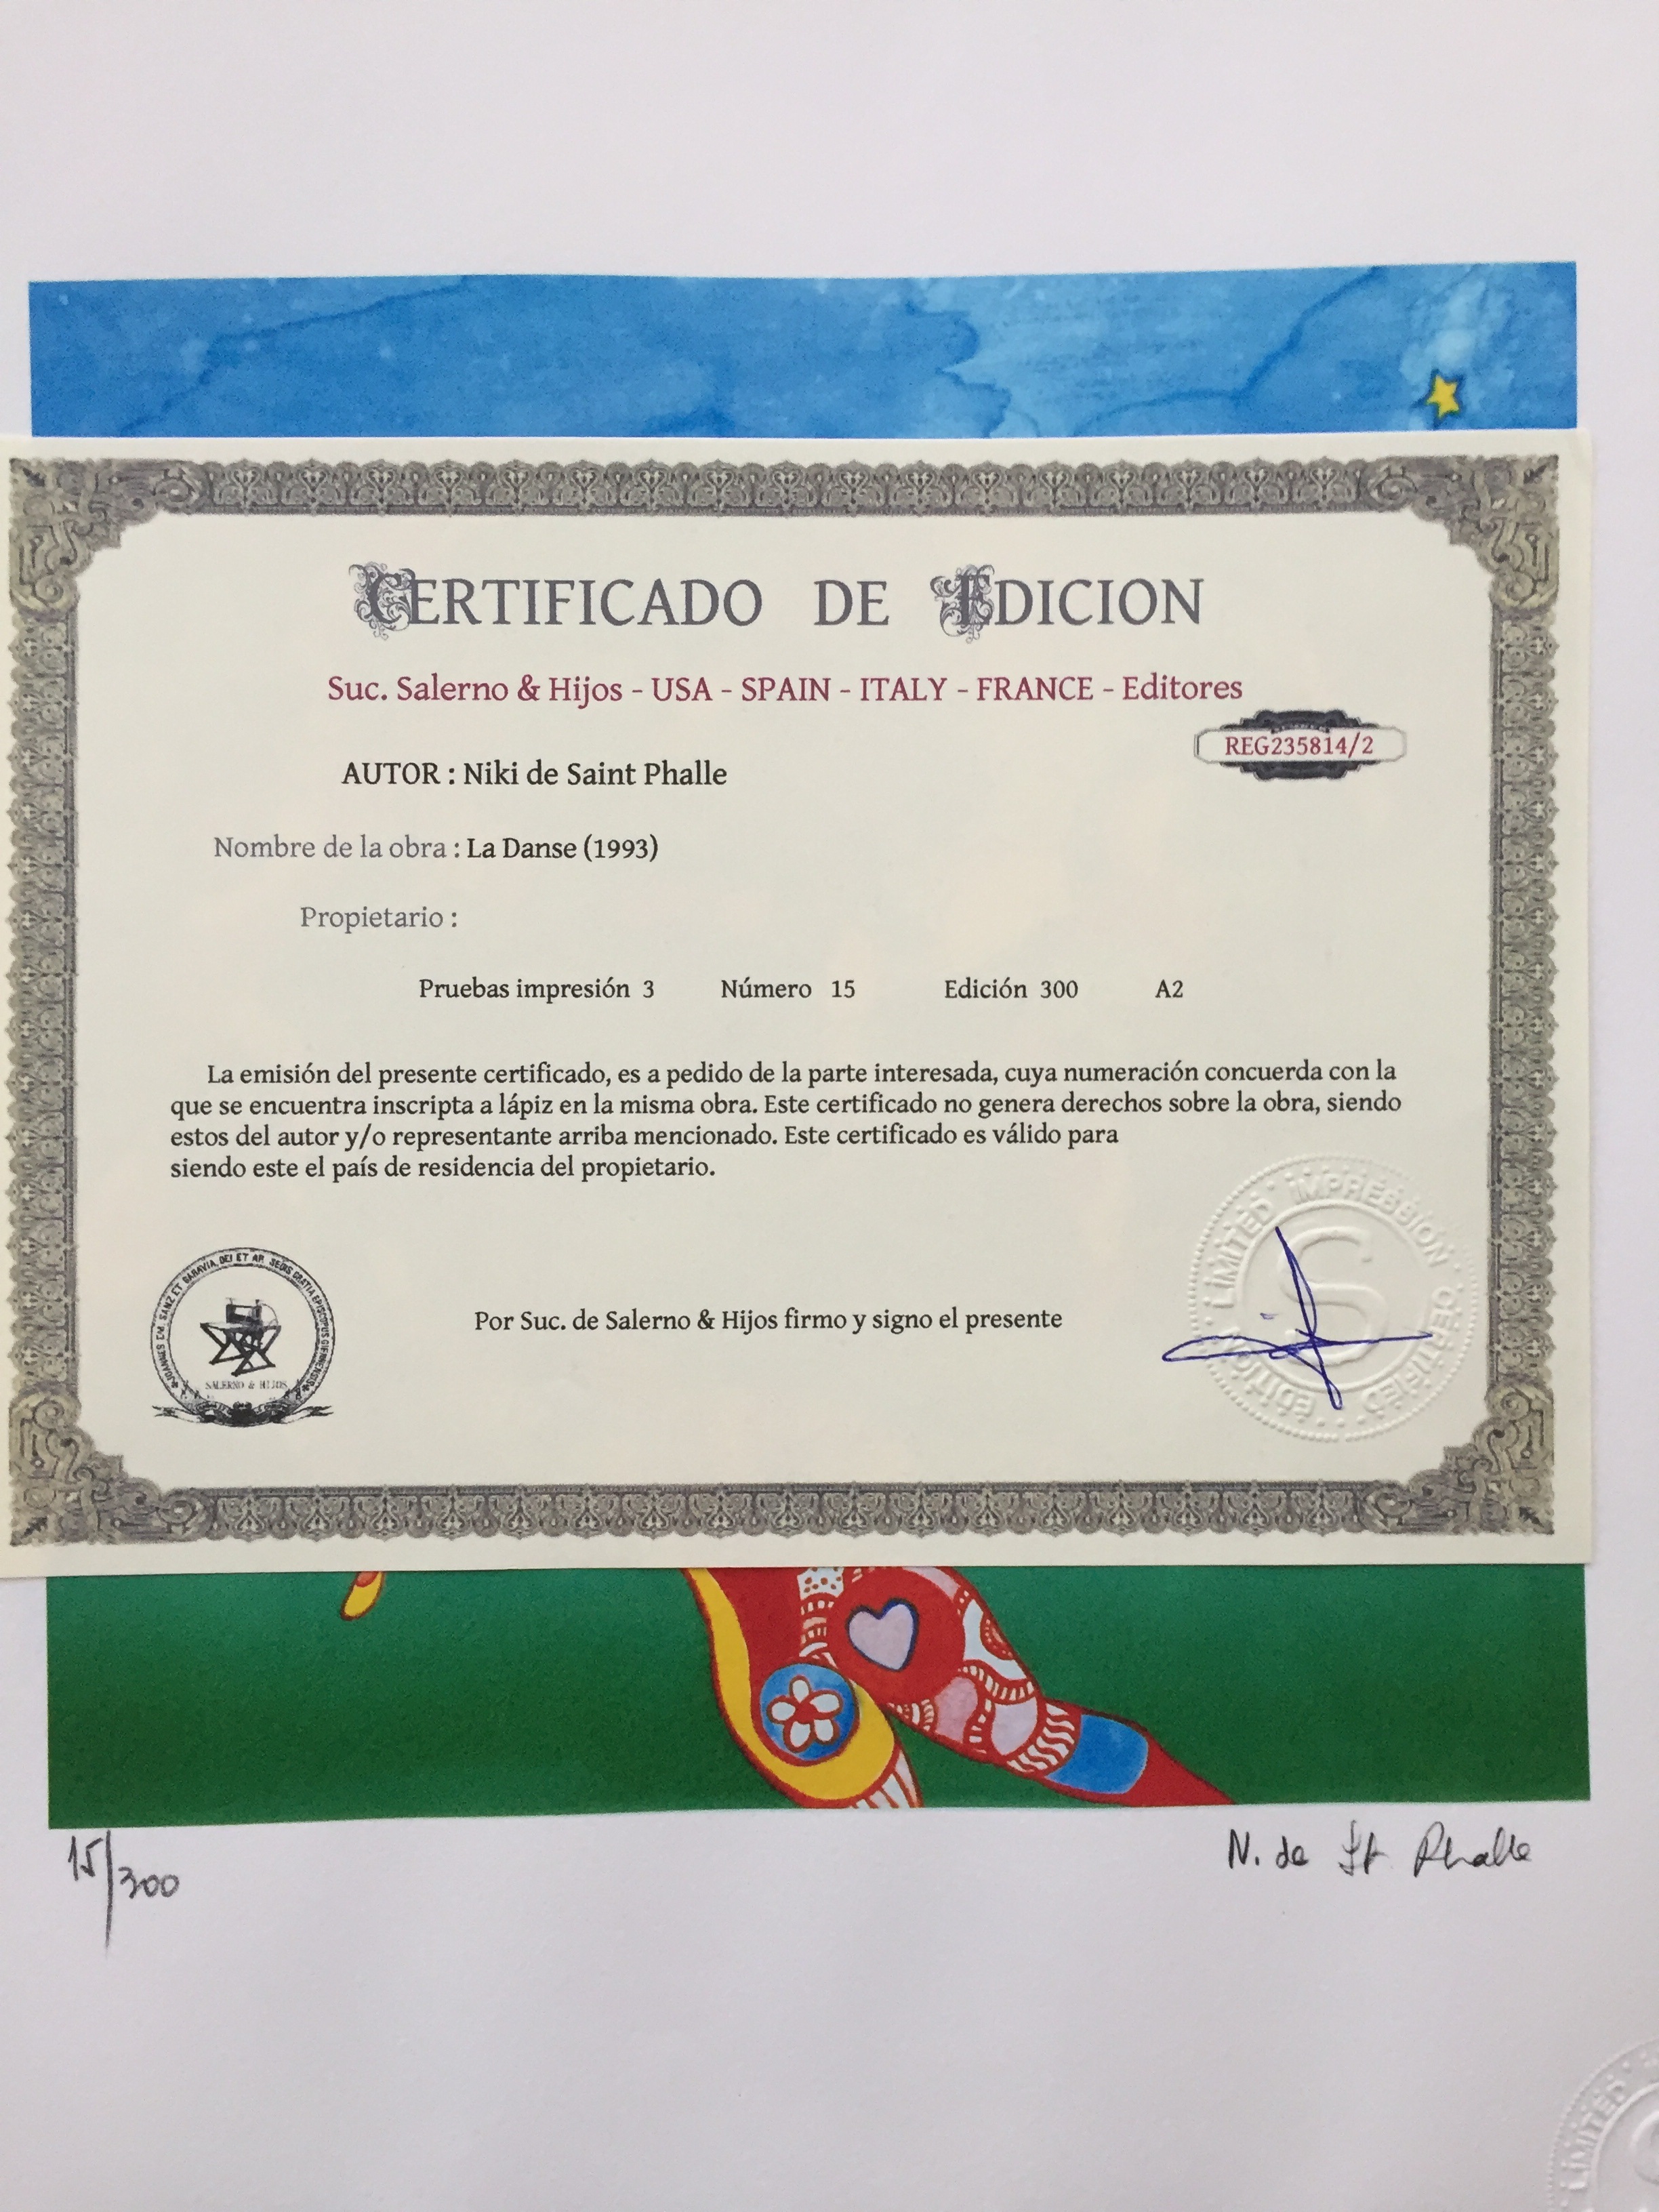 CERTIFICADO DE EDICION
Suc. Salerno & Hijos - USA - SPAIN - ITALY - FRANCE - Editores
REG235814/2
AUTOR : Niki de Saint Phalle
Nombre de la obra : La Danse (1993)
Propietario :
Pruebas impresión 3 Número 15 Edición 300 A2
La emisión del presente certificado, es a pedido de la parte interesada, cuya numeración concuerda con la
que se encuentra inscripta a lápiz en la misma obra. Este certificado no genera derechos sobre la obra, siendo
estos del autor y/o representante arriba mencionado. Este certificado es válido para
siendo este el país de residencia del propietario.
LIMITED IMPRESSION CERTIFIED EDITION
S
SALERNO & HIJOS
Por Suc. de Salerno & Hijos firmo y signo el presente
15/300
N. de St Phalle
LIMITED